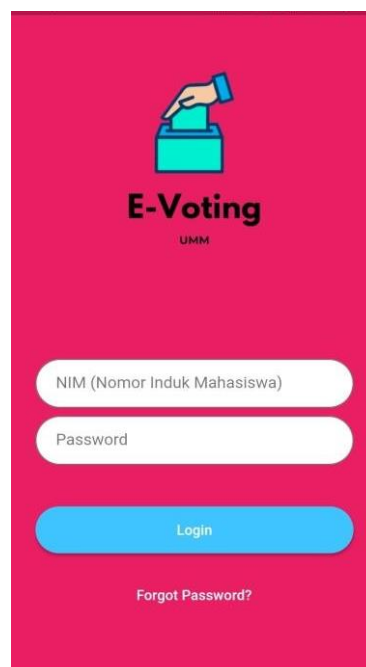 E-Voting
UMM
NIM (Nomor Induk Mahasiswa)
Password
Login
Forgot Password?